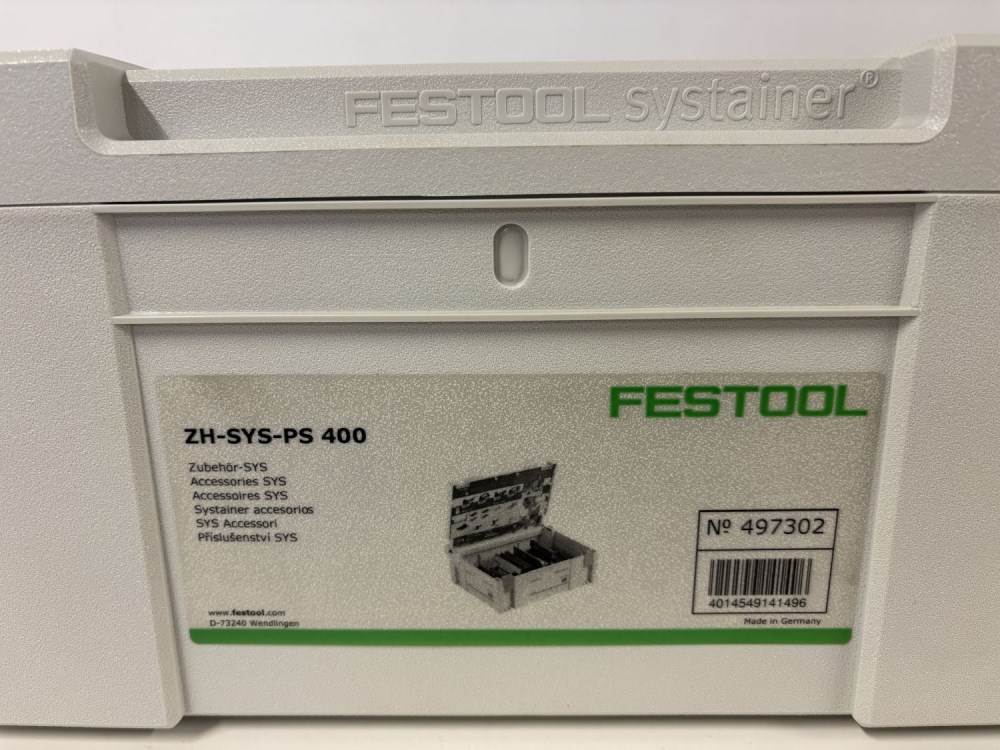 FESTOOL systainer®
FESTOOL
ZH-SYS-PS 400
Zubehör-SYS
Accessories SYS
Accessoires SYS
Systainer accesorios
SYS Accessori
Příslušenství SYS
Nº 497302
4014549141496
www.festool.com
D-73240 Wendlingen
Made in Germany